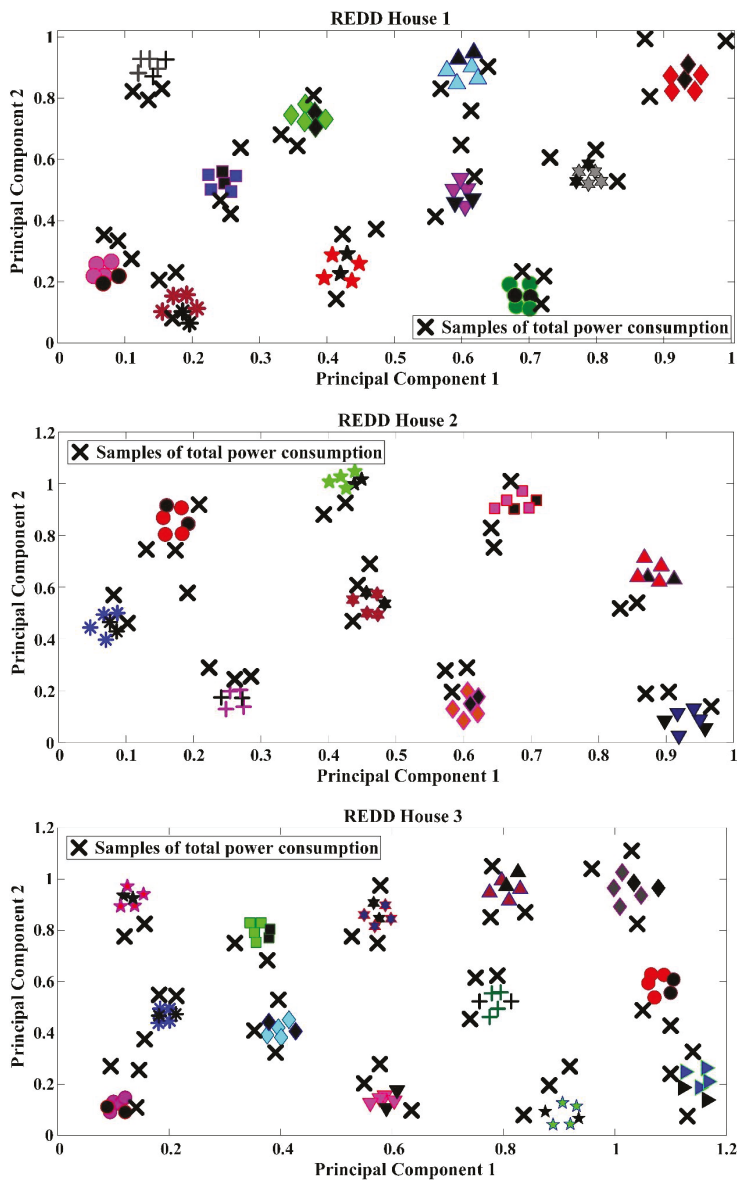 REDD House 1
1
0.8
0.6
0.4
0.2
0
Principal Component 2
Samples of total power consumption
0 0.1 0.2 0.3 0.4 0.5 0.6 0.7 0.8 0.9 1
Principal Component 1
REDD House 2
1.2
1
0.8
0.6
0.4
0.2
0
Principal Component 2
Samples of total power consumption
0 0.1 0.2 0.3 0.4 0.5 0.6 0.7 0.8 0.9 1
Principal Component 1
REDD House 3
1.2
1
0.8
0.6
0.4
0.2
0
Principal Component 2
Samples of total power consumption
0 0.2 0.4 0.6 0.8 1 1.2
Principal Component 1